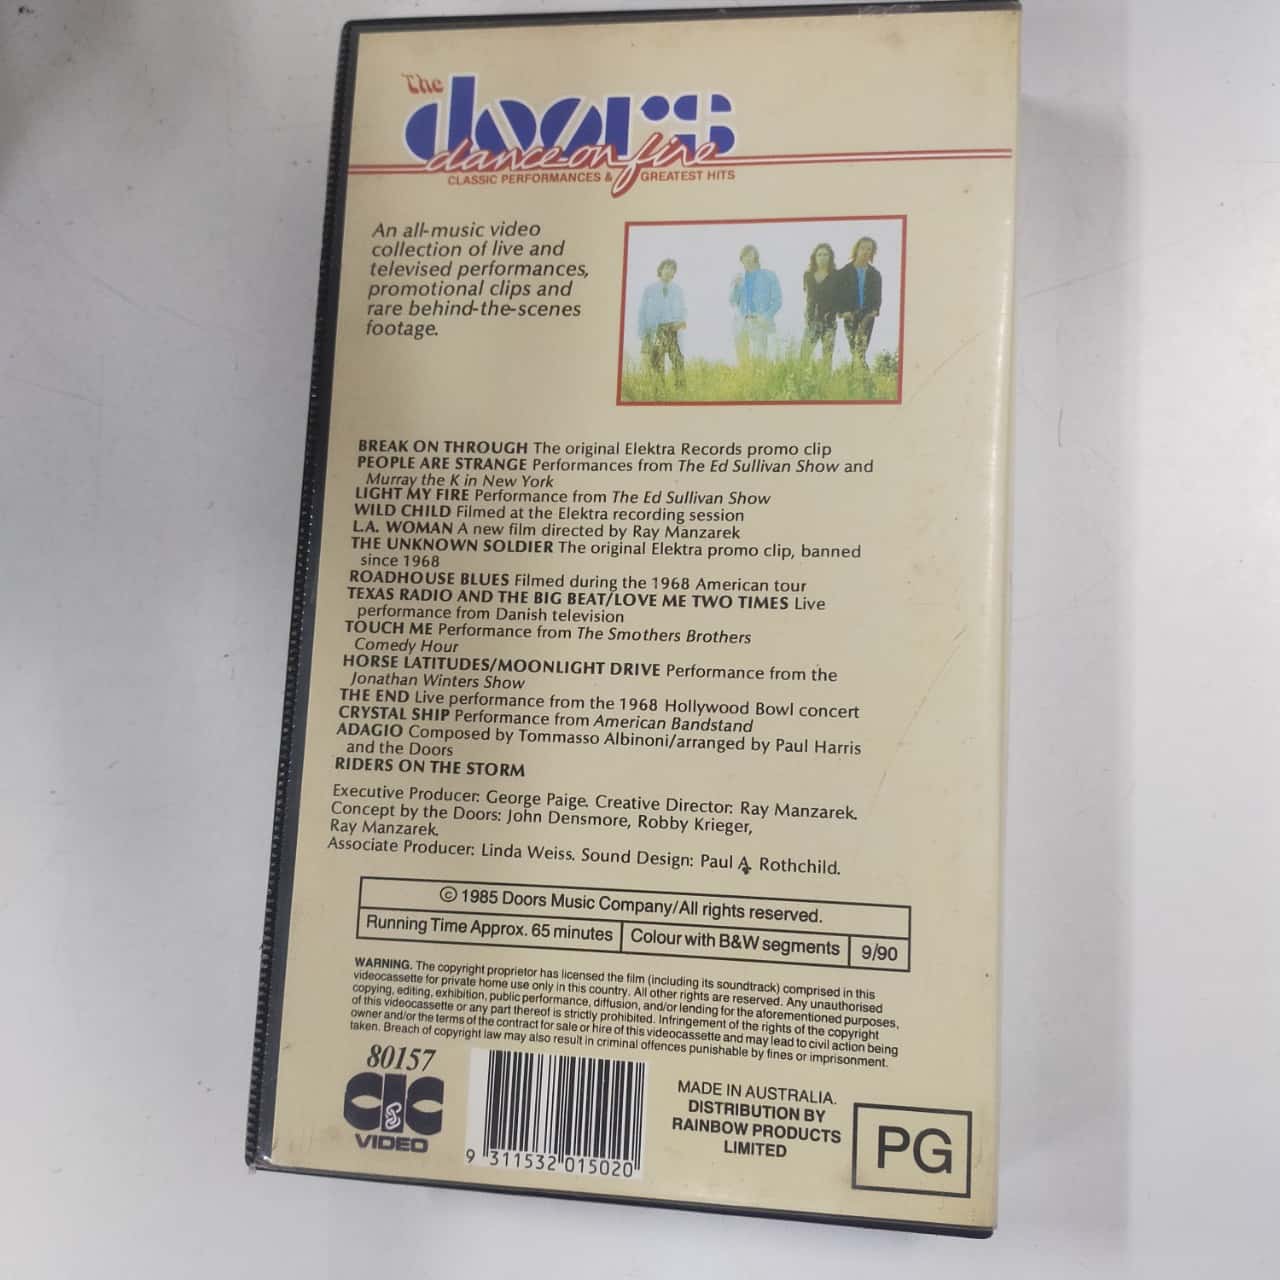 The
doors
dance on fire
CLASSIC PERFORMANCES & GREATEST HITS
An all-music video
collection of live and
televised performances,
promotional clips and
rare behind-the-scenes
footage.
BREAK ON THROUGH The original Elektra Records promo clip
PEOPLE ARE STRANGE Performances from The Ed Sullivan Show and
Murray the K in New York
LIGHT MY FIRE Performance from The Ed Sullivan Show
WILD CHILD Filmed at the Elektra recording session
L.A. WOMAN A new film directed by Ray Manzarek
THE UNKNOWN SOLDIER The original Elektra promo clip, banned
since 1968
ROADHOUSE BLUES Filmed during the 1968 American tour
TEXAS RADIO AND THE BIG BEAT/LOVE ME TWO TIMES Live
performance from Danish television
TOUCH ME Performance from The Smothers Brothers
Comedy Hour
HORSE LATITUDES/MOONLIGHT DRIVE Performance from the
Jonathan Winters Show
THE END Live performance from the 1968 Hollywood Bowl concert
CRYSTAL SHIP Performance from American Bandstand
ADAGIO Composed by Tommasso Albinoni/arranged by Paul Harris
and the Doors
RIDERS ON THE STORM
Executive Producer: George Paige. Creative Director: Ray Manzarek.
Concept by the Doors: John Densmore, Robby Krieger,
Ray Manzarek.
Associate Producer: Linda Weiss. Sound Design: Paul A. Rothchild.
© 1985 Doors Music Company/All rights reserved.
Running Time Approx. 65 minutes Colour with B&W segments 9/90
WARNING. The copyright proprietor has licensed the film (including its soundtrack) comprised in this
videocassette for private home use only in this country. All other rights are reserved. Any unauthorised
copying, editing, exhibition, public performance, diffusion, and/or lending for the aforementioned purposes,
of this videocassette or any part thereof is strictly prohibited. Infringement of the rights of the copyright
owner and/or the terms of the contract for sale or hire of this videocassette and may lead to civil action being
taken. Breach of copyright law may also result in criminal offences punishable by fines or imprisonment.
80157
CIC
VIDEO
9 311532 015020
MADE IN AUSTRALIA.
DISTRIBUTION BY
RAINBOW PRODUCTS
LIMITED
PG